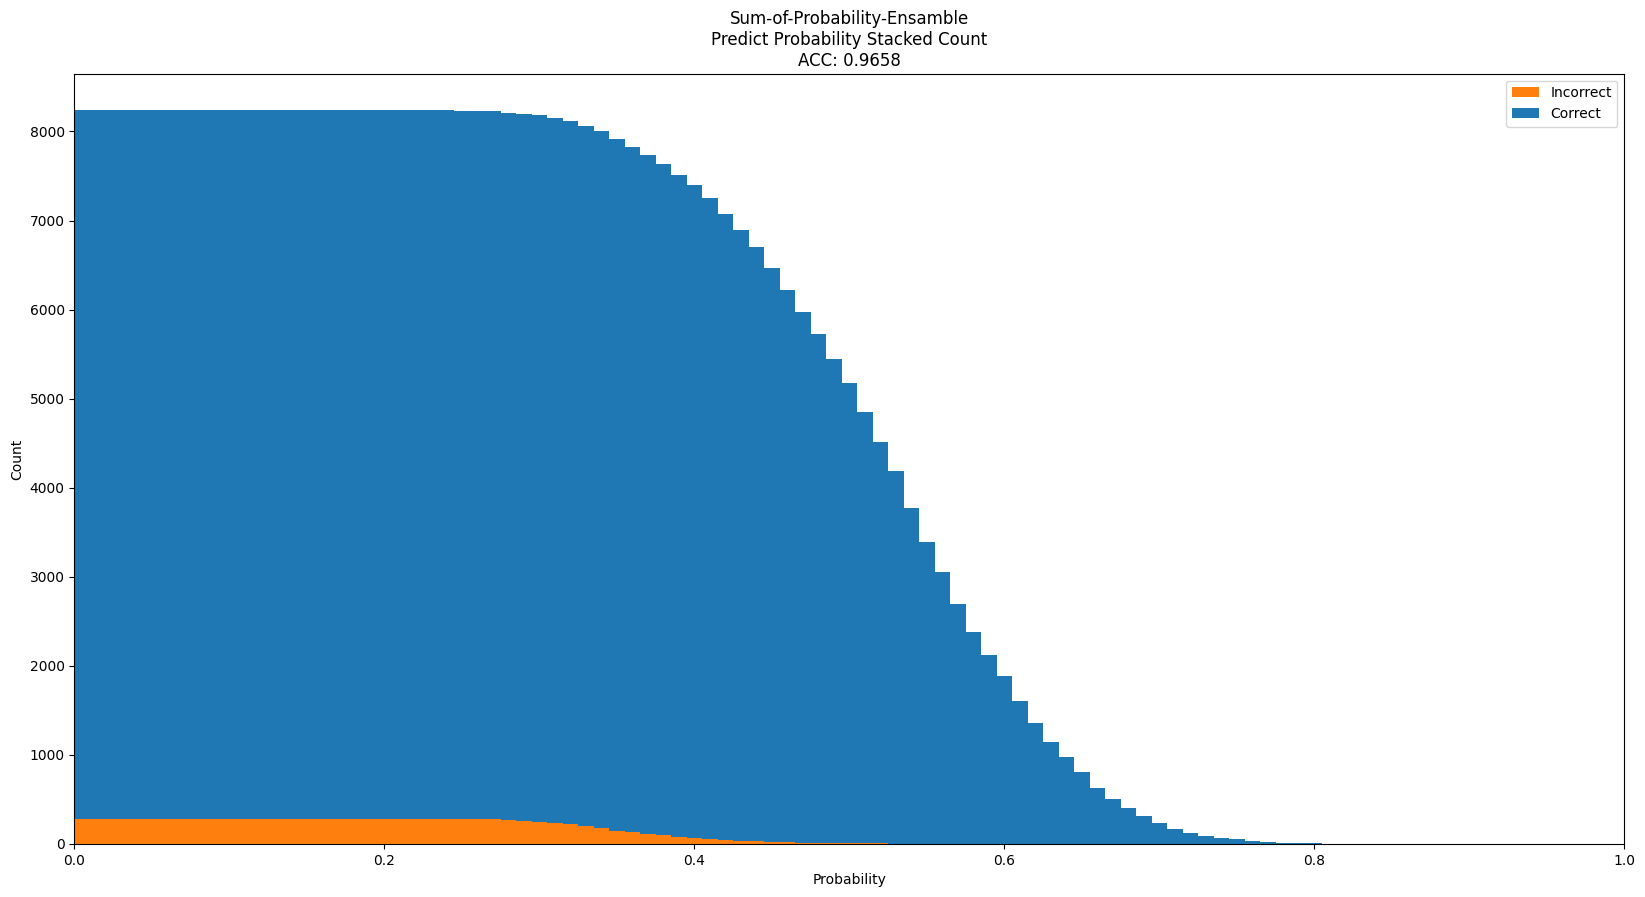 Sum-of-Probability-Ensamble
Predict Probability Stacked Count
ACC: 0.9658
Incorrect
Correct
8000
7000
6000
5000
4000
3000
2000
1000
0
Count
0.0 0.2 0.4 0.6 0.8 1.0
Probability